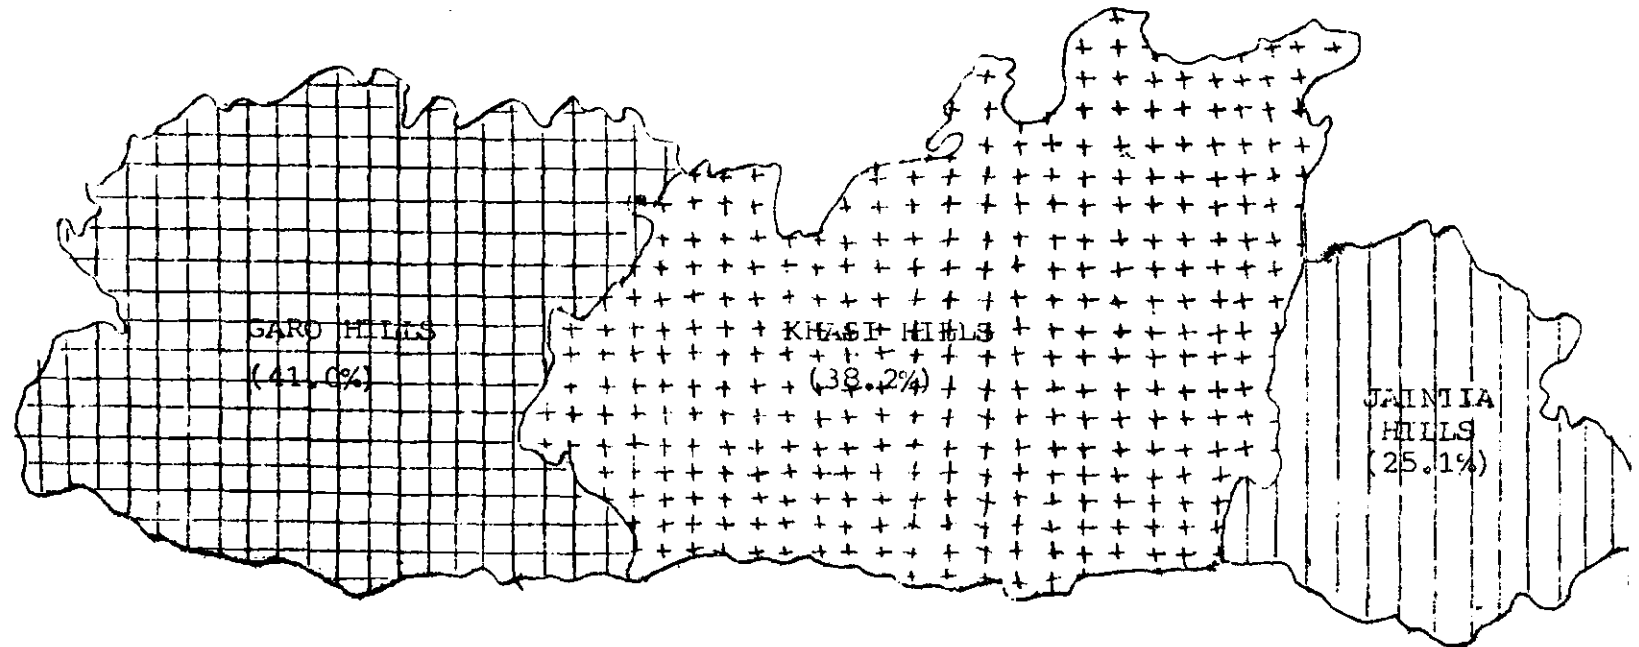 GARO HILLS
(41.0%)
KHASI HILLS
(38.2%)
JAINTIA
HILLS
(25.1%)